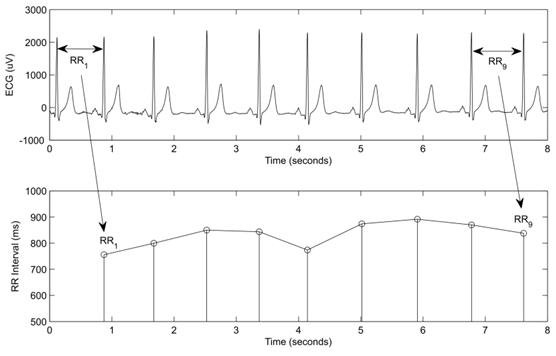 3000
2000
1000
0
-1000
ECG (uV)
RR1
RR9
0 1 2 3 4 5 6 7 8
Time (seconds)
1000
900
800
700
600
500
RR Interval (ms)
RR1
RR9
0 1 2 3 4 5 6 7 8
Time (seconds)